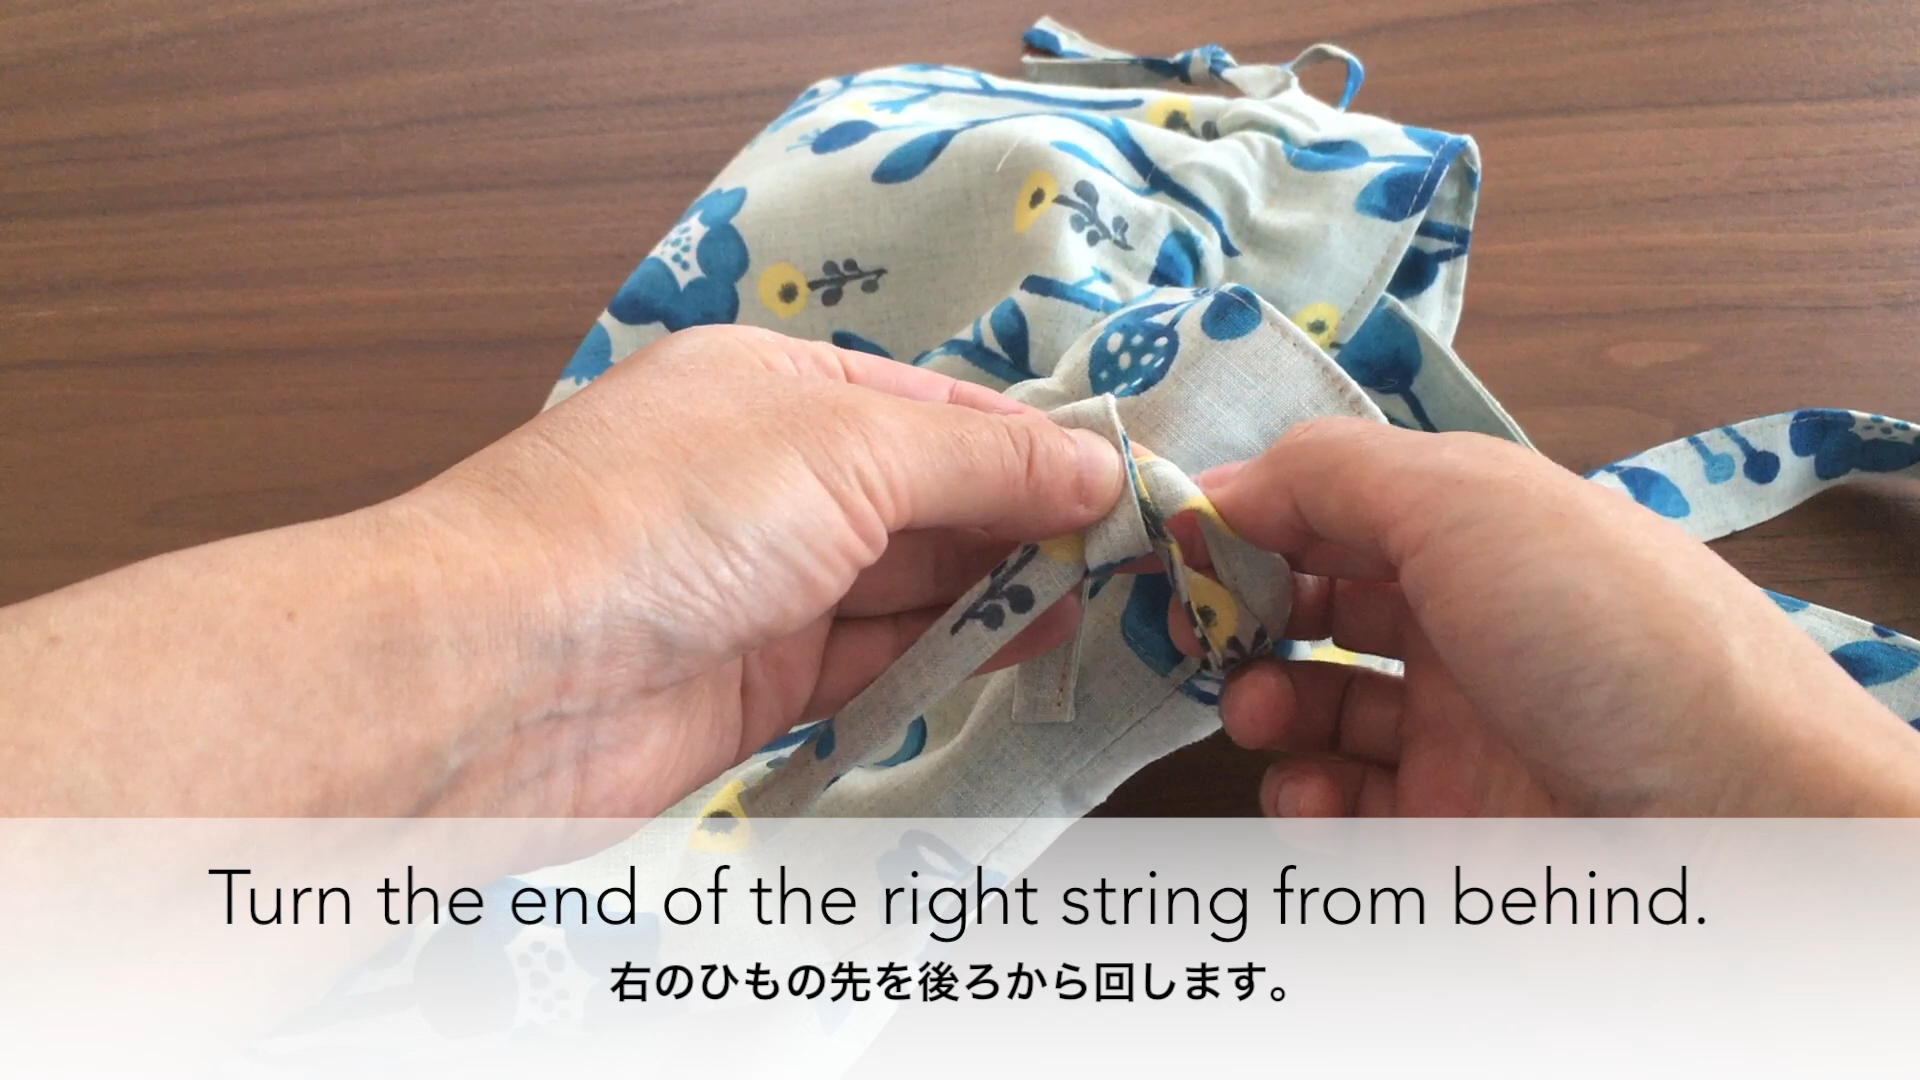 Turn the end of the right string from behind.
右のひもの先を後ろから回します。